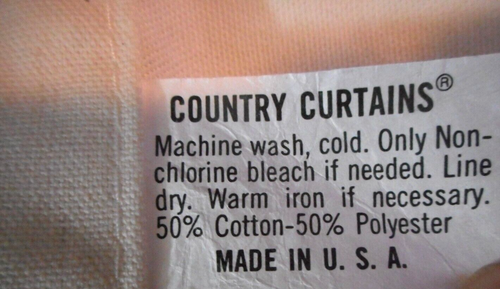 COUNTRY CURTAINS®
Machine wash, cold. Only Non-
chlorine bleach if needed. Line
dry. Warm iron if necessary.
50% Cotton-50% Polyester
MADE IN U. S. A.